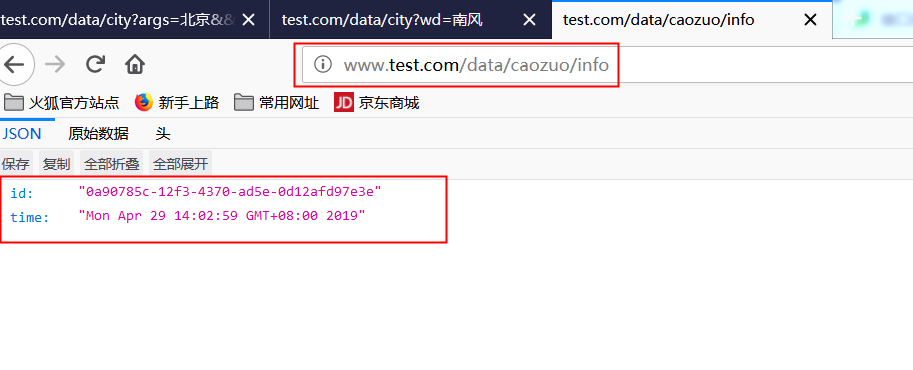 test.com/data/city?args=北京&& test.com/data/city?wd=南风 test.com/data/caozuo/info
www.test.com/data/caozuo/info
火狐官方站点 新手上路 常用网址 JD 京东商城
JSON 原始数据 头
保存 复制 全部折叠 全部展开
id: "0a90785c-12f3-4370-ad5e-0d12afd97e3e"
time: "Mon Apr 29 14:02:59 GMT+08:00 2019"